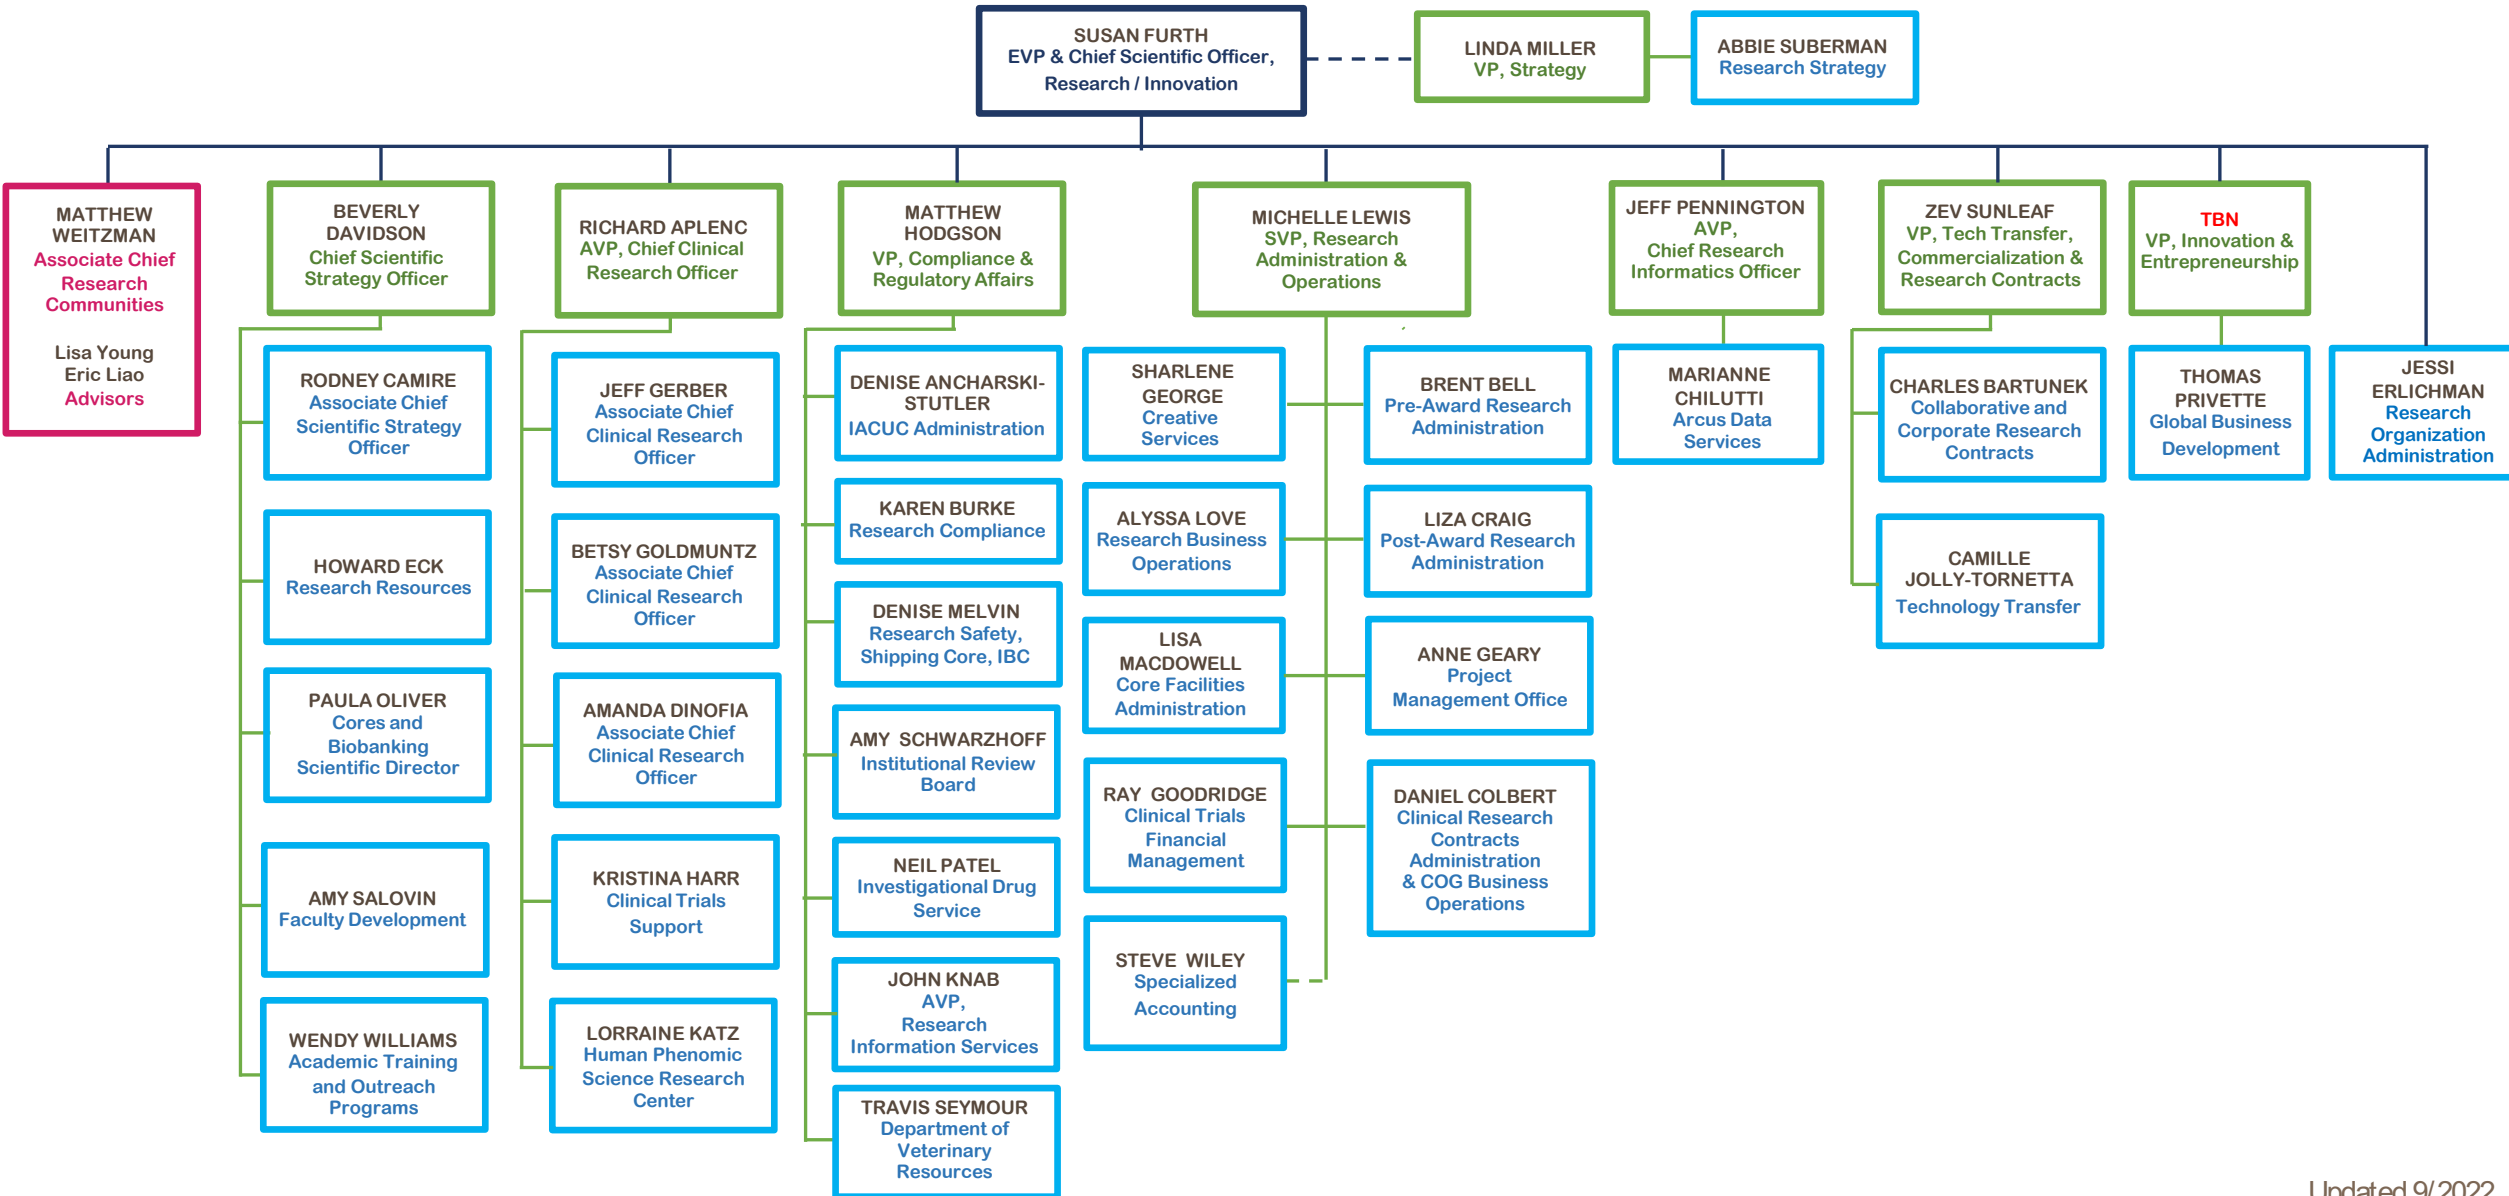 SUSAN FURTH
EVP & Chief Scientific Officer,
Research / Innovation
LINDA MILLER
VP, Strategy
ABBIE SUBERMAN
Research Strategy
MATTHEW
WEITZMAN
Associate Chief
Research
Communities
Lisa Young
Eric Liao
Advisors
BEVERLY
DAVIDSON
Chief Scientific
Strategy Officer
RODNEY CAMIRE
Associate Chief
Scientific Strategy
Officer
HOWARD ECK
Research Resources
PAULA OLIVER
Cores and
Biobanking
Scientific Director
AMY SALOVIN
Faculty Development
WENDY WILLIAMS
Academic Training
and Outreach
Programs
RICHARD APLENC
AVP, Chief Clinical
Research Officer
JEFF GERBER
Associate Chief
Clinical Research
Officer
BETSY GOLDMUNTZ
Associate Chief
Clinical Research
Officer
AMANDA DINOFIA
Associate Chief
Clinical Research
Officer
KRISTINA HARR
Clinical Trials
Support
LORRAINE KATZ
Human Phenomic
Science Research
Center
MATTHEW
HODGSON
VP, Compliance &
Regulatory Affairs
DENISE ANCHARSKI-
STUTLER
IACUC Administration
KAREN BURKE
Research Compliance
DENISE MELVIN
Research Safety,
Shipping Core, IBC
AMY SCHWARZHOFF
Institutional Review
Board
NEIL PATEL
Investigational Drug
Service
JOHN KNAB
AVP,
Research
Information Services
TRAVIS SEYMOUR
Department of
Veterinary
Resources
MICHELLE LEWIS
SVP, Research
Administration &
Operations
SHARLENE
GEORGE
Creative
Services
BRENT BELL
Pre-Award Research
Administration
ALYSSA LOVE
Research Business
Operations
LIZA CRAIG
Post-Award Research
Administration
LISA
MACDOWELL
Core Facilities
Administration
ANNE GEARY
Project
Management Office
RAY GOODRIDGE
Clinical Trials
Financial
Management
DANIEL COLBERT
Clinical Research
Contracts
Administration
& COG Business
Operations
STEVE WILEY
Specialized
Accounting
JEFF PENNINGTON
AVP,
Chief Research
Informatics Officer
MARIANNE
CHILUTTI
Arcus Data
Services
ZEV SUNLEAF
VP, Tech Transfer,
Commercialization &
Research Contracts
CHARLES BARTUNEK
Collaborative and
Corporate Research
Contracts
CAMILLE
JOLLY-TORNETTA
Technology Transfer
TBN
VP, Innovation &
Entrepreneurship
THOMAS
PRIVETTE
Global Business
Development
JESSI
ERLICHMAN
Research
Organization
Administration
Updated 9/2022